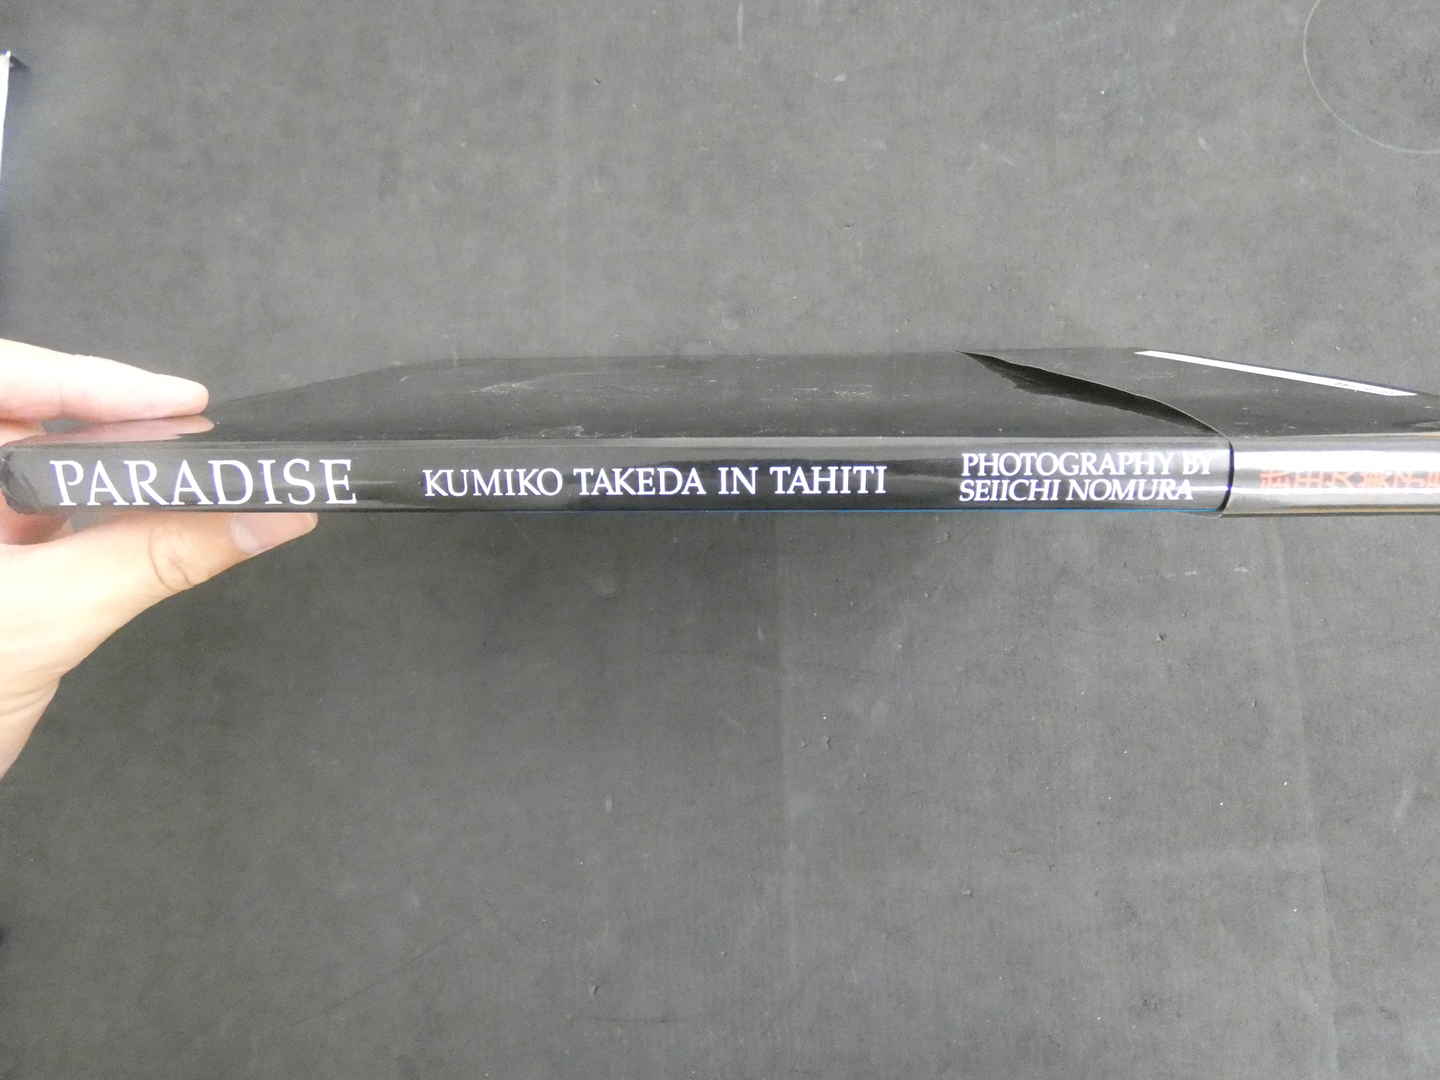 PARADISE
KUMIKO TAKEDA IN TAHITI
PHOTOGRAPHY BY
SEIICHI NOMURA